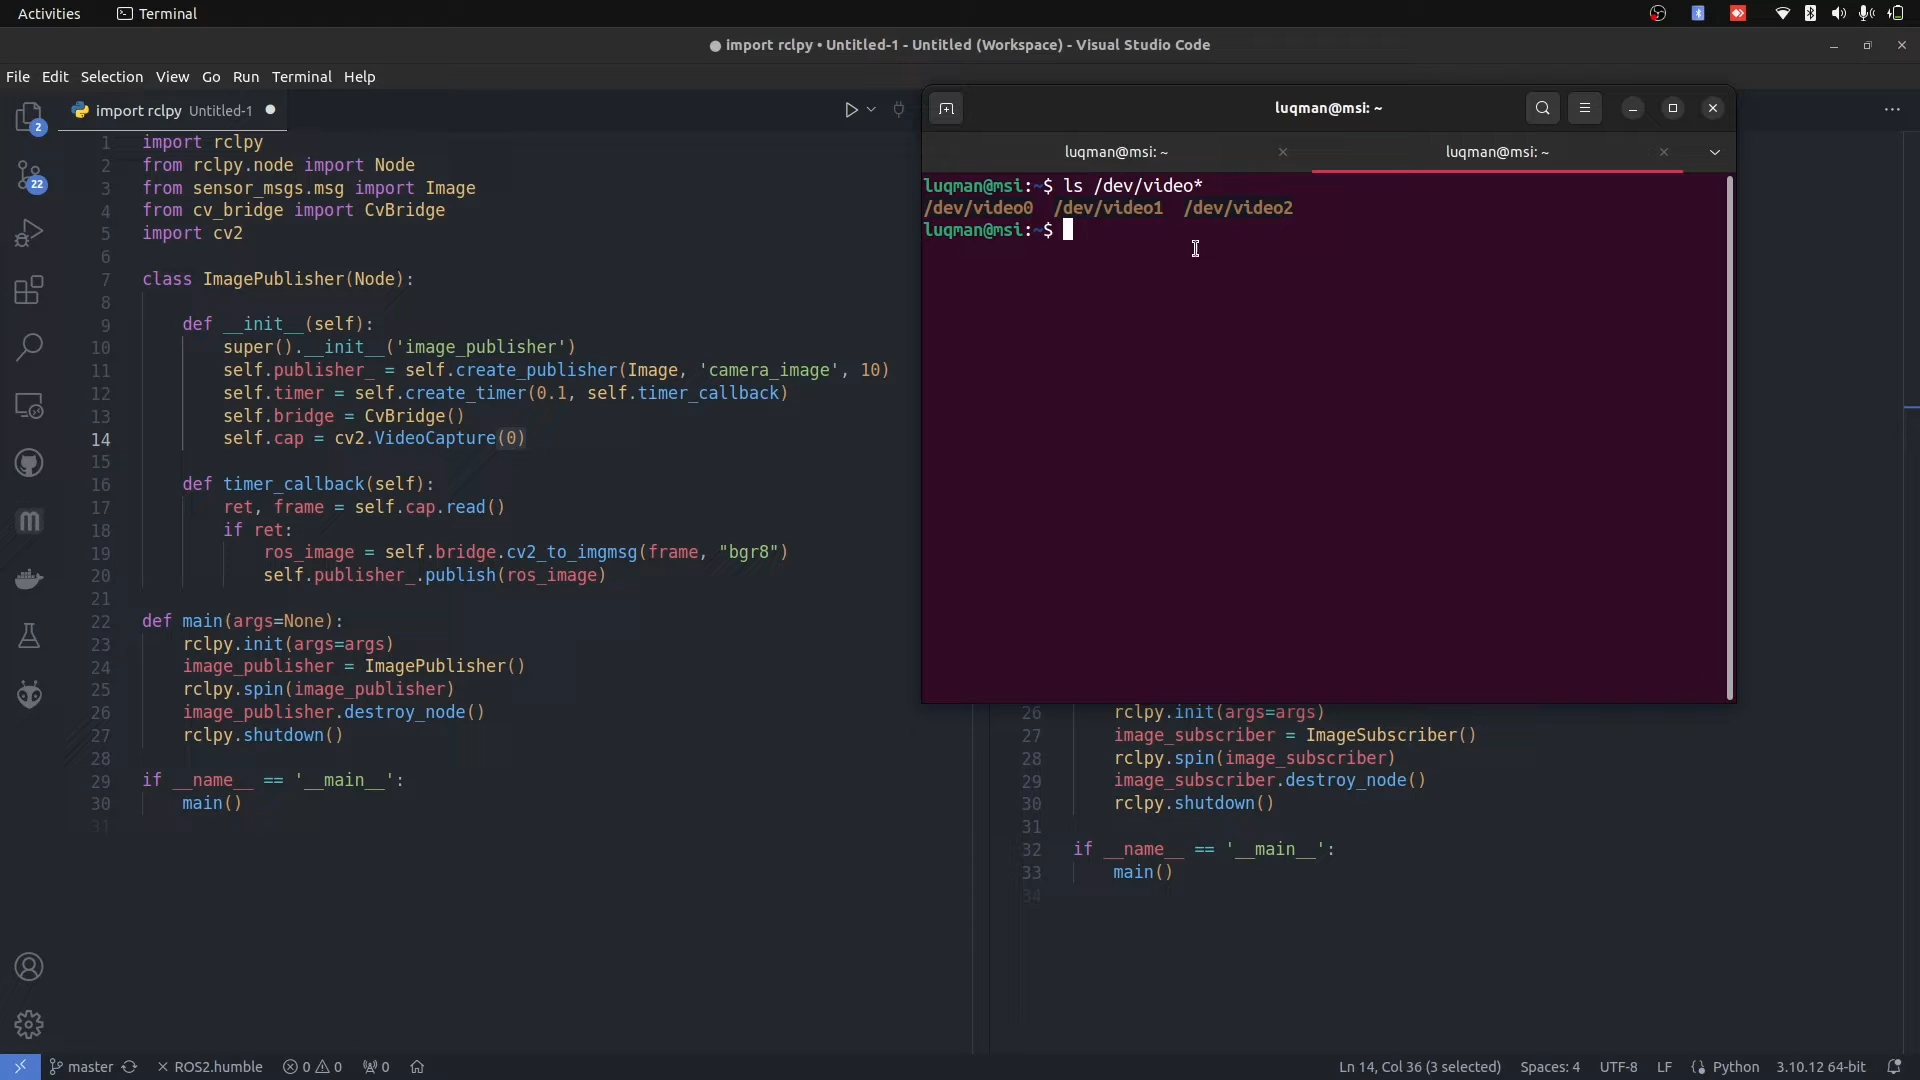 Activities
Terminal
● import rclpy • Untitled-1 - Untitled (Workspace) - Visual Studio Code
File Edit Selection View Go Run Terminal Help
import rclpy Untitled-1
2
22
1 import rclpy
2 from rclpy.node import Node
3 from sensor_msgs.msg import Image
4 from cv_bridge import CvBridge
5 import cv2
6
7 class ImagePublisher(Node):
8
9 def __init__(self):
10 super().__init__('image_publisher')
11 self.publisher_ = self.create_publisher(Image, 'camera_image', 10)
12 self.timer = self.create_timer(0.1, self.timer_callback)
13 self.bridge = CvBridge()
14 self.cap = cv2.VideoCapture(0)
15
16 def timer_callback(self):
17 ret, frame = self.cap.read()
18 if ret:
19 ros_image = self.bridge.cv2_to_imgmsg(frame, "bgr8")
20 self.publisher_.publish(ros_image)
21
22 def main(args=None):
23 rclpy.init(args=args)
24 image_publisher = ImagePublisher()
25 rclpy.spin(image_publisher)
26 image_publisher.destroy_node()
27 rclpy.shutdown()
28
29 if __name__ == '__main__':
30 main()
31
luqman@msi: ~
luqman@msi: ~
luqman@msi: ~
luqman@msi:~$ ls /dev/video*
/dev/video0 /dev/video1 /dev/video2
luqman@msi:~$
26 rclpy.init(args=args)
27 image_subscriber = ImageSubscriber()
28 rclpy.spin(image_subscriber)
29 image_subscriber.destroy_node()
30 rclpy.shutdown()
31
32 if __name__ == '__main__':
33 main()
34
master
ROS2.humble
0 0
0
Ln 14, Col 36 (3 selected)
Spaces: 4
UTF-8
LF
Python
3.10.12 64-bit